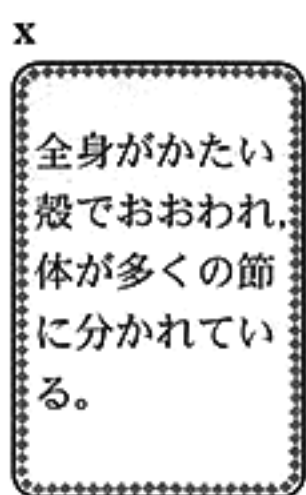 x
全身がかたい
殻でおおわれ,
体が多くの節
に分かれてい
る。